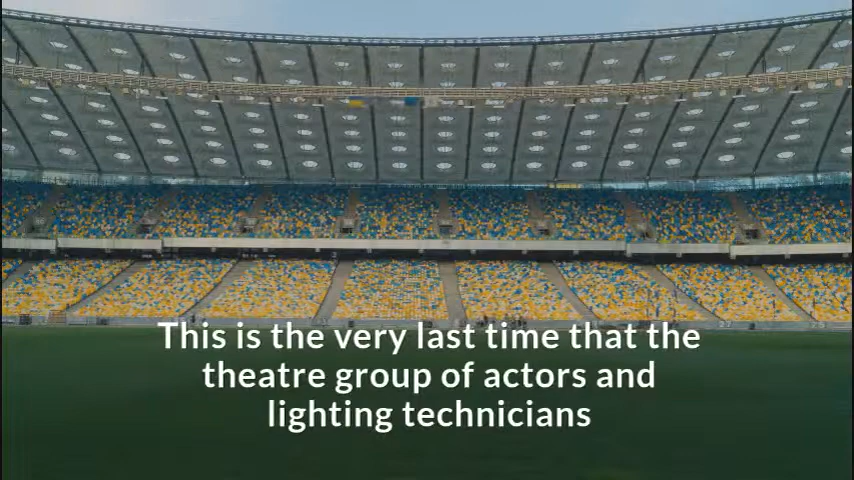 This is the very last time that the
theatre group of actors and
lighting technicians